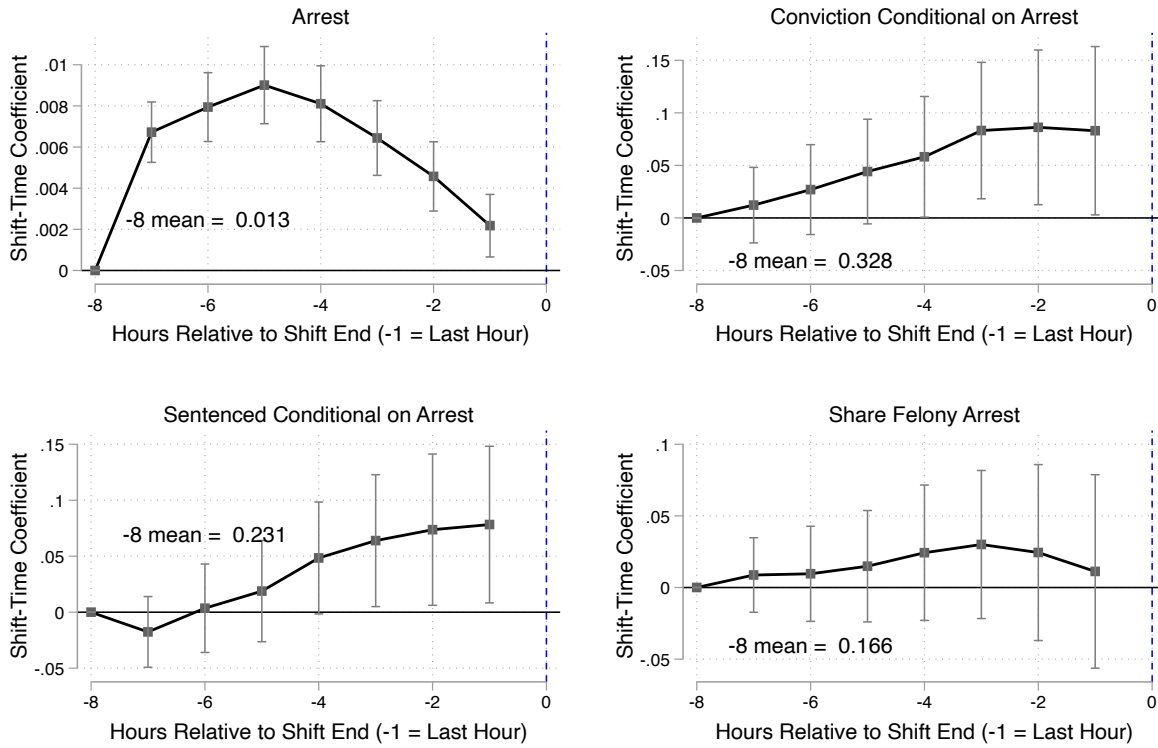 Arrest
Shift-Time Coefficient
.01
.008
.006
.004
.002
0
-8 mean = 0.013
-8
-6
-4
-2
0
Hours Relative to Shift End (-1 = Last Hour)
Conviction Conditional on Arrest
Shift-Time Coefficient
.15
.1
.05
0
-.05
-8 mean = 0.328
-8
-6
-4
-2
0
Hours Relative to Shift End (-1 = Last Hour)
Sentenced Conditional on Arrest
Shift-Time Coefficient
.15
.1
.05
0
-.05
-8 mean = 0.231
-8
-6
-4
-2
0
Hours Relative to Shift End (-1 = Last Hour)
Share Felony Arrest
Shift-Time Coefficient
.1
.05
0
-.05
-8 mean = 0.166
-8
-6
-4
-2
0
Hours Relative to Shift End (-1 = Last Hour)